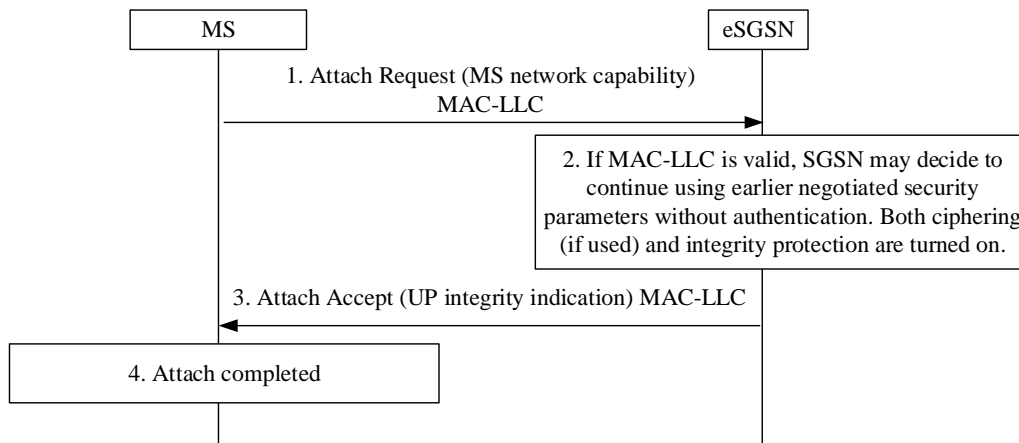 MS
eSGSN
1. Attach Request (MS network capability)
MAC-LLC
2. If MAC-LLC is valid, SGSN may decide to
continue using earlier negotiated security
parameters without authentication. Both ciphering
(if used) and integrity protection are turned on.
3. Attach Accept (UP integrity indication) MAC-LLC
4. Attach completed